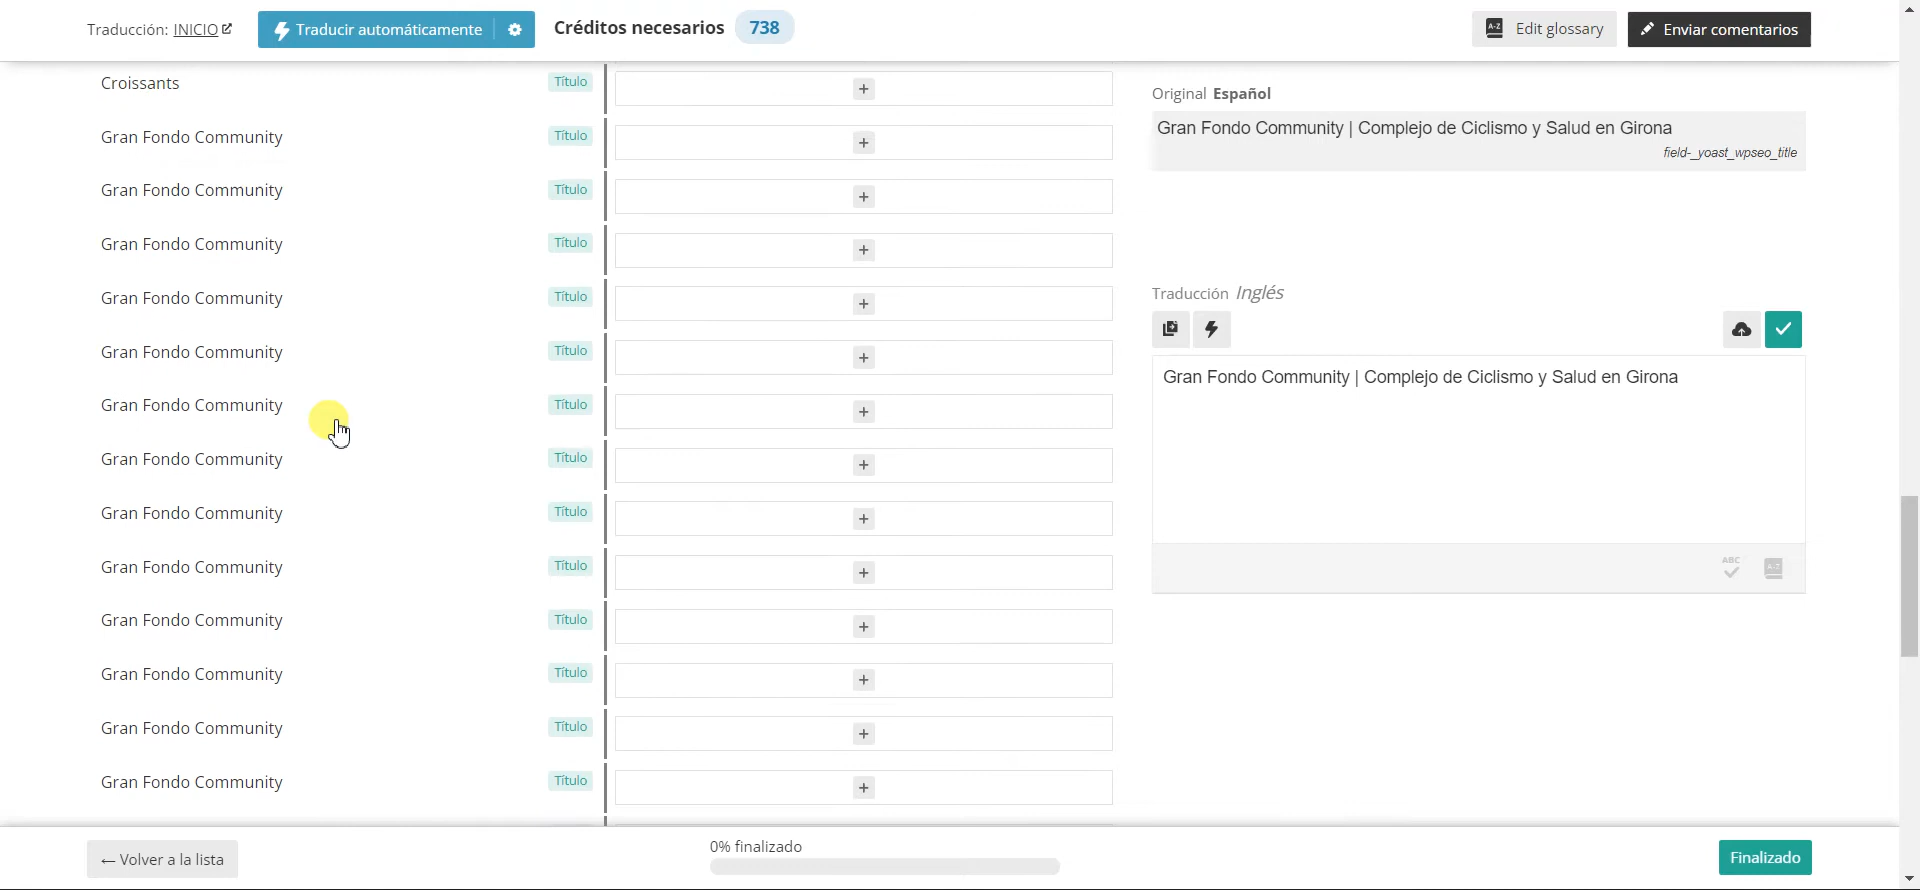 Traducción: INICIO
Traducir automáticamente
Créditos necesarios 738
A-Z Edit glossary
Enviar comentarios
Croissants Título +
Gran Fondo Community Título +
Gran Fondo Community Título +
Gran Fondo Community Título +
Gran Fondo Community Título +
Gran Fondo Community Título +
Gran Fondo Community Título +
Gran Fondo Community Título +
Gran Fondo Community Título +
Gran Fondo Community Título +
Gran Fondo Community Título +
Gran Fondo Community Título +
Gran Fondo Community Título +
Gran Fondo Community Título +
Original Español
Gran Fondo Community | Complejo de Ciclismo y Salud en Girona
field-_yoast_wpseo_title
Traducción Inglés
Gran Fondo Community | Complejo de Ciclismo y Salud en Girona
ABC A-Z
← Volver a la lista
0% finalizado
Finalizado